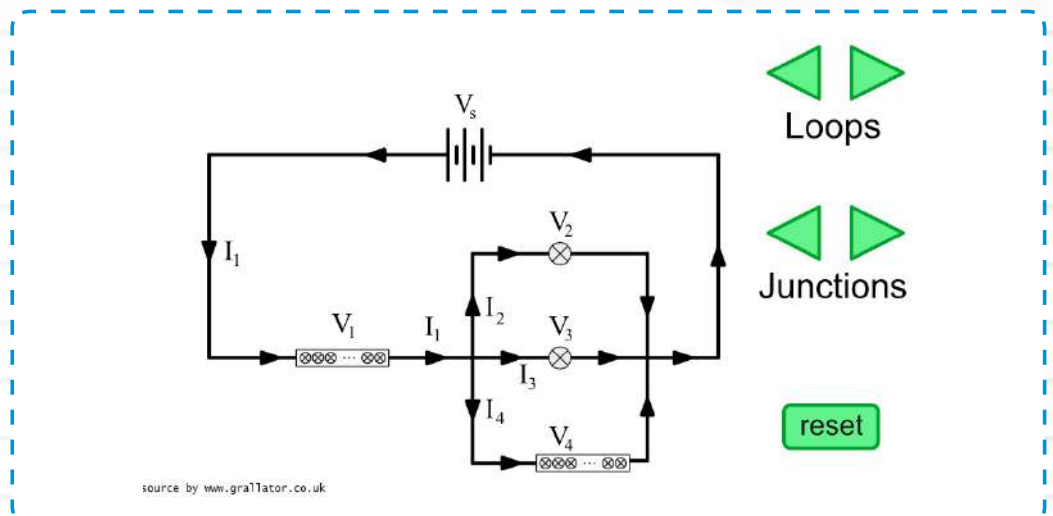 Vs
Loops
V2
I1
Junctions
I2
V1
I1
V3
I3
I4
reset
V4
source by www.grallator.co.uk